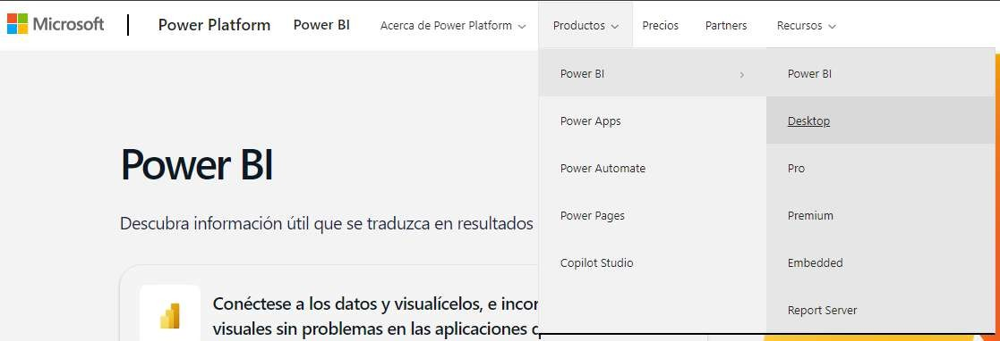 Microsoft Power Platform Power BI Acerca de Power Platform Productos Precios Partners Recursos
Power BI
Power Apps
Power Automate
Power Pages
Copilot Studio
Power BI
Desktop
Pro
Premium
Embedded
Report Server
Power BI
Descubra información útil que se traduzca en resultados
Conéctese a los datos y visualícelos, e incor
visuales sin problemas en las aplicaciones q